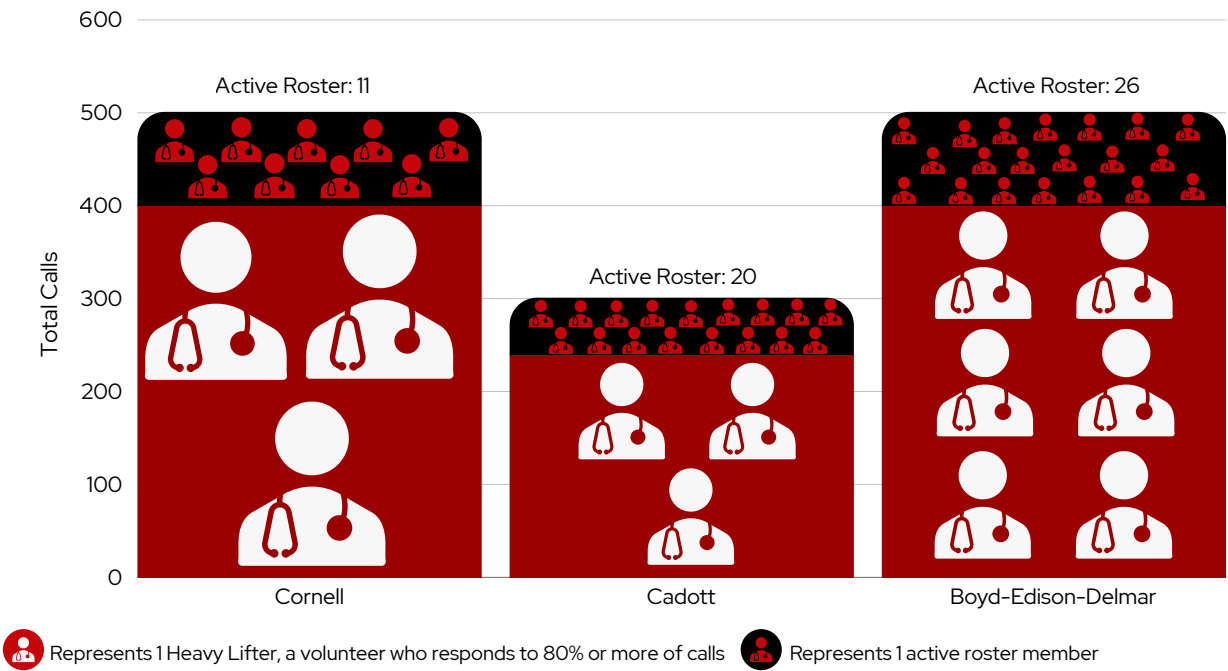 600
Active Roster: 11
Active Roster: 26
500
400
Active Roster: 20
300
Total Calls
200
100
0
Cornell
Cadott
Boyd-Edison-Delmar
Represents 1 Heavy Lifter, a volunteer who responds to 80% or more of calls
Represents 1 active roster member